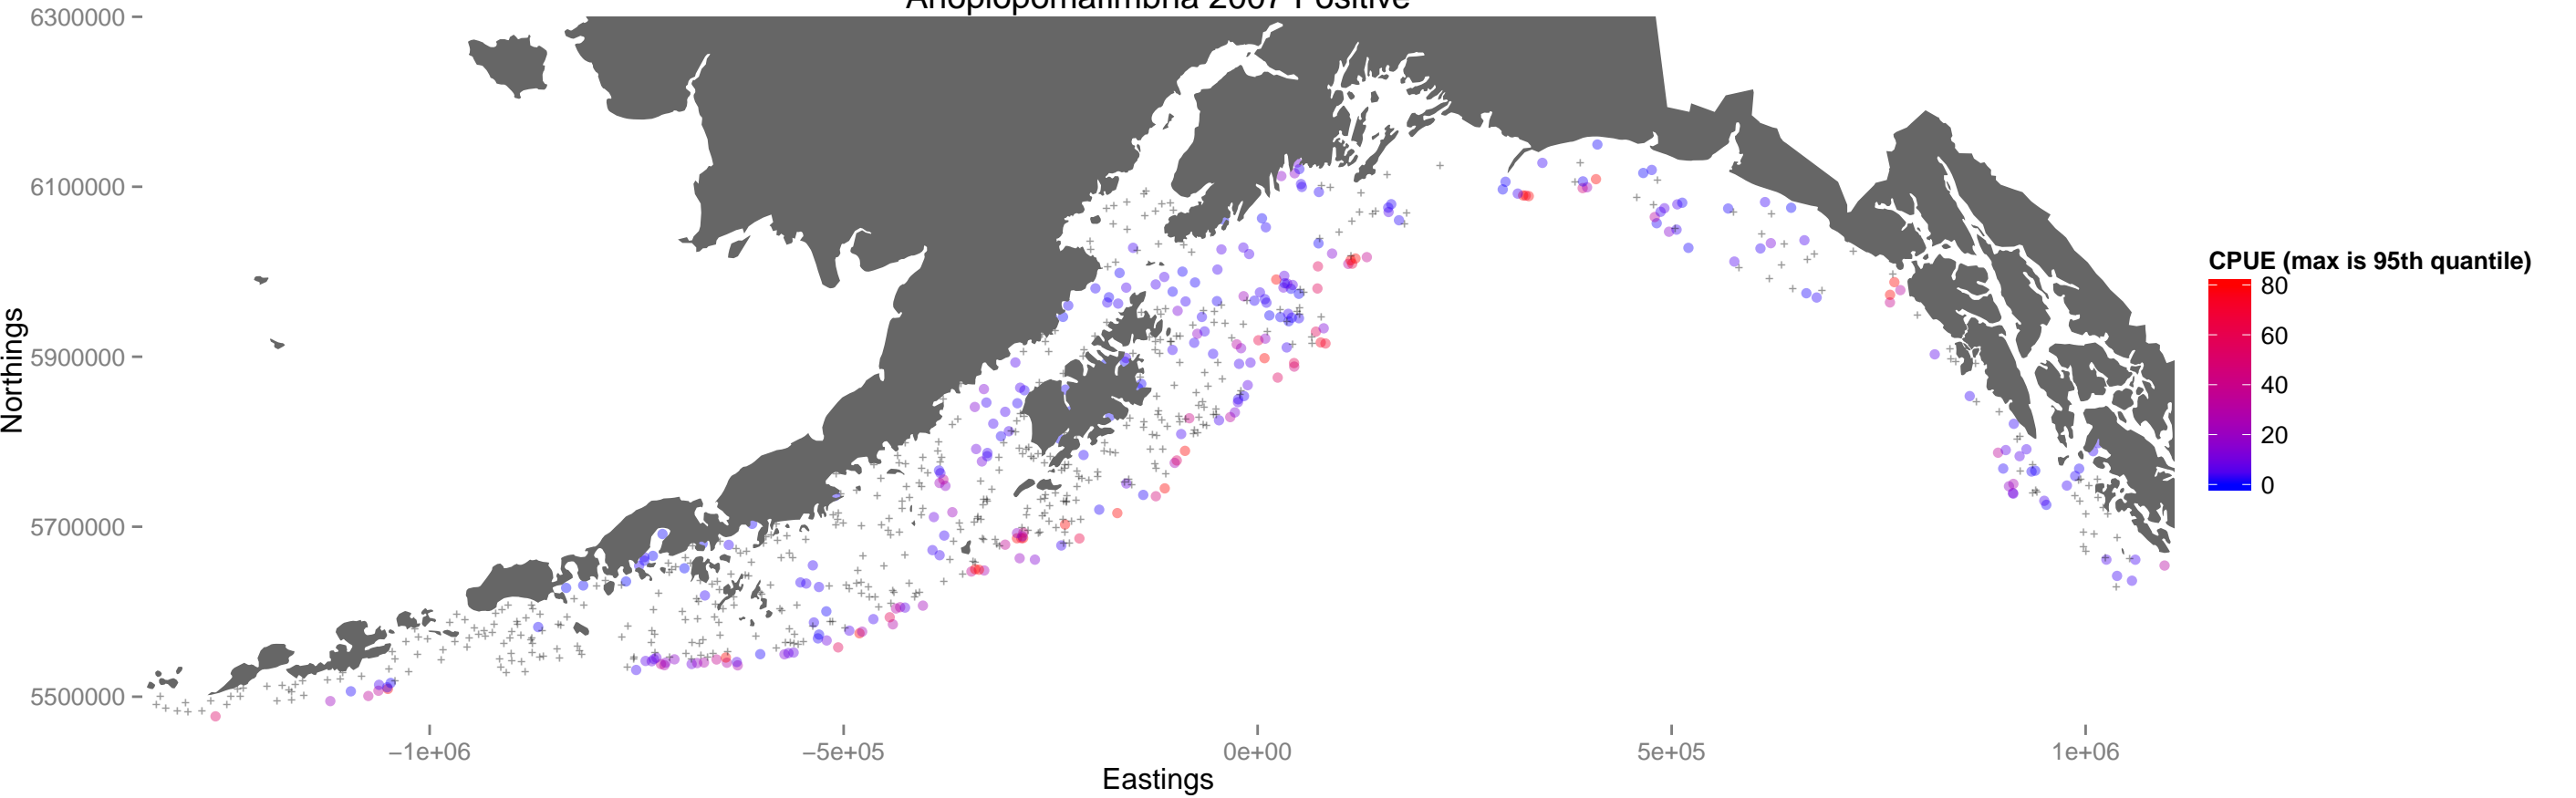 Anoplopomafimbria 2007 Positive
6300000
6100000
5900000
5700000
5500000
Northings
−1e+06
−5e+05
0e+00
5e+05
1e+06
Eastings
CPUE (max is 95th quantile)
80
60
40
20
0